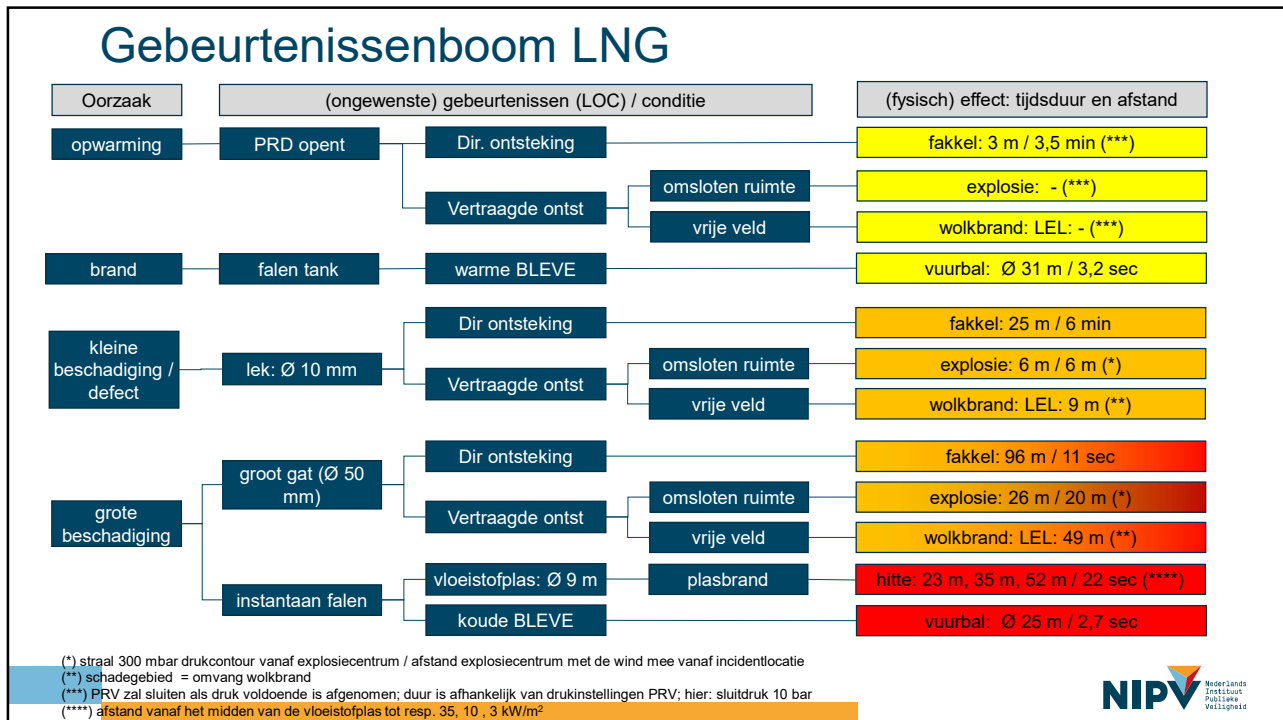 Gebeurtenissenboom LNG
Oorzaak
(ongewenste) gebeurtenissen (LOC) / conditie
(fysisch) effect: tijdsduur en afstand
opwarming
PRD opent
Dir. ontsteking
fakkel: 3 m / 3,5 min (***)
Vertraagde ontst
omsloten ruimte
explosie:  - (***)
vrije veld
wolkbrand: LEL: - (***)
brand
falen tank
warme BLEVE
vuurbal:  Ø 31 m / 3,2 sec
kleine
beschadiging /
defect
lek: Ø 10 mm
Dir ontsteking
fakkel: 25 m / 6 min
Vertraagde ontst
omsloten ruimte
explosie: 6 m / 6 m (*)
vrije veld
wolkbrand: LEL: 9 m (**)
grote
beschadiging
groot gat (Ø 50
mm)
Dir ontsteking
fakkel: 96 m / 11 sec
Vertraagde ontst
omsloten ruimte
explosie: 26 m / 20 m (*)
vrije veld
wolkbrand: LEL: 49 m (**)
instantaan falen
vloeistofplas: Ø 9 m
plasbrand
hitte: 23 m, 35 m, 52 m / 22 sec (****)
koude BLEVE
vuurbal:  Ø 25 m / 2,7 sec
(*) straal 300 mbar drukcontour vanaf explosiecentrum / afstand explosiecentrum met de wind mee vanaf incidentlocatie
(**) schadegebied  = omvang wolkbrand
(***) PRV zal sluiten als druk voldoende is afgenomen; duur is afhankelijk van drukinstellingen PRV; hier: sluitdruk 10 bar
(****) afstand vanaf het midden van de vloeistofplas tot resp. 35, 10 , 3 kW/m²
NIPV
Nederlands
Instituut
Publieke
Veiligheid